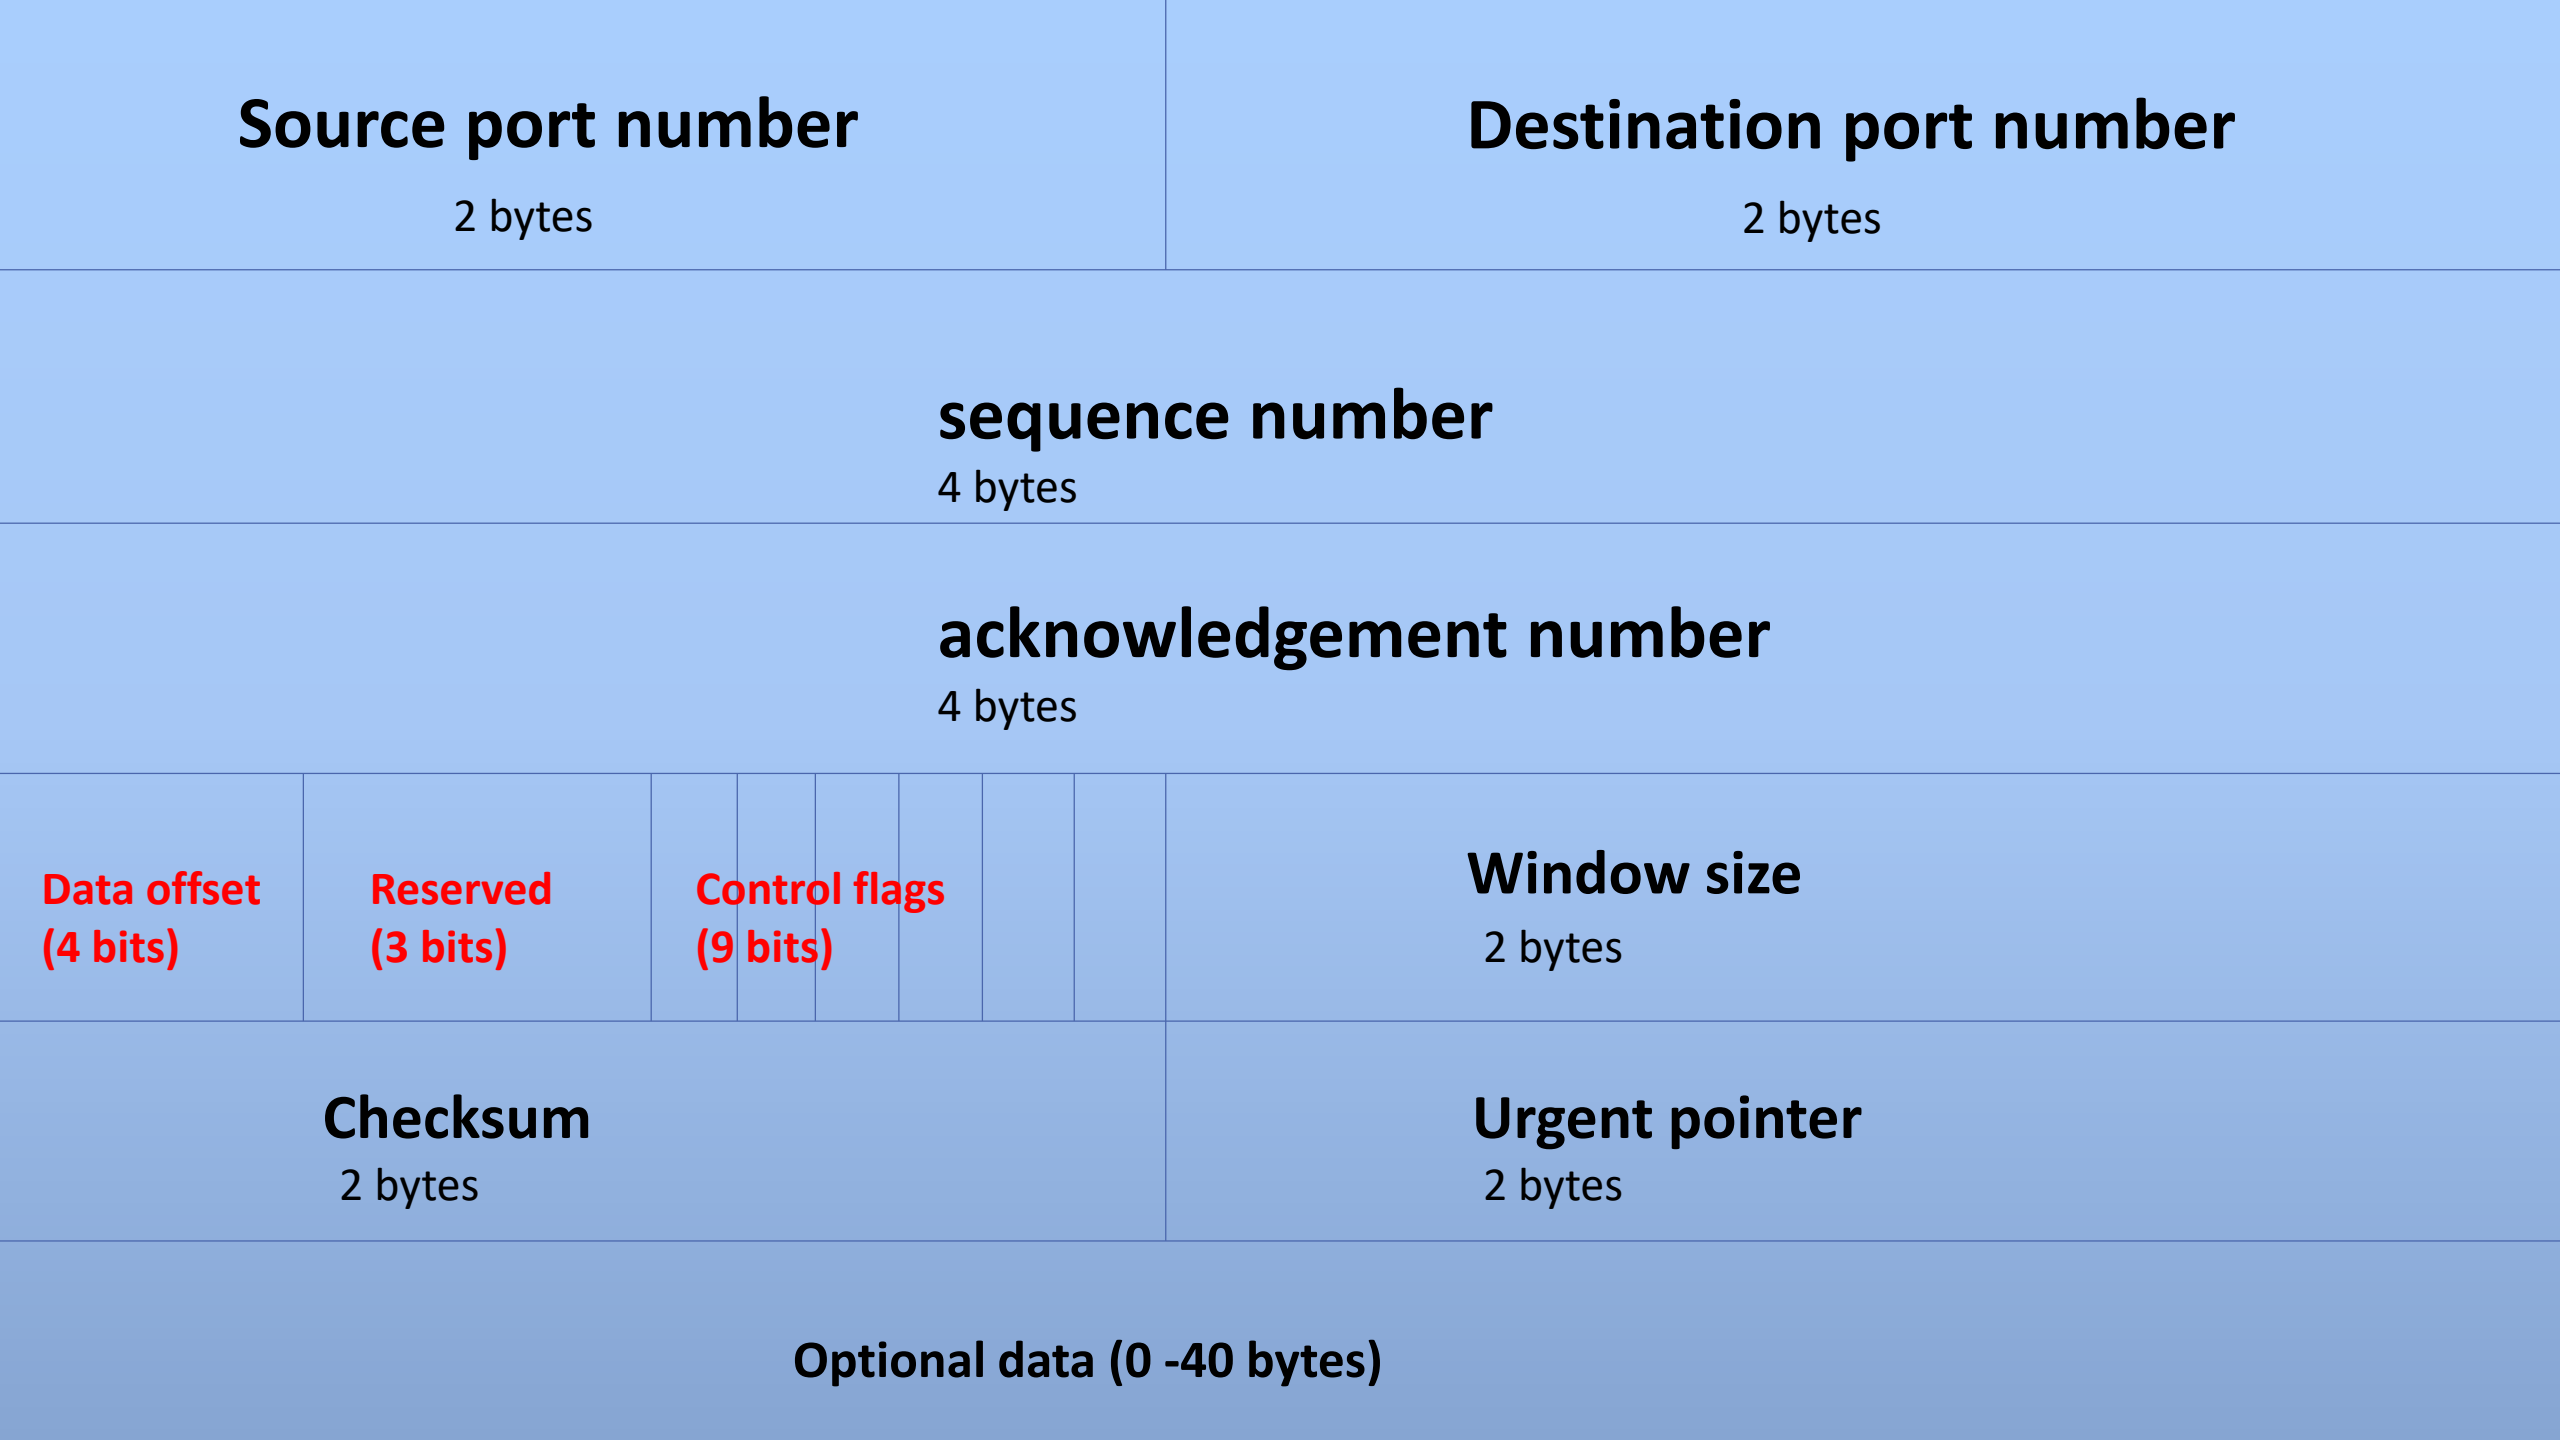 Source port number
2 bytes
Destination port number
2 bytes
sequence number
4 bytes
acknowledgement number
4 bytes
Data offset
(4 bits)
Reserved
(3 bits)
Control flags
(9 bits)
Window size
2 bytes
Checksum
2 bytes
Urgent pointer
2 bytes
Optional data (0 -40 bytes)